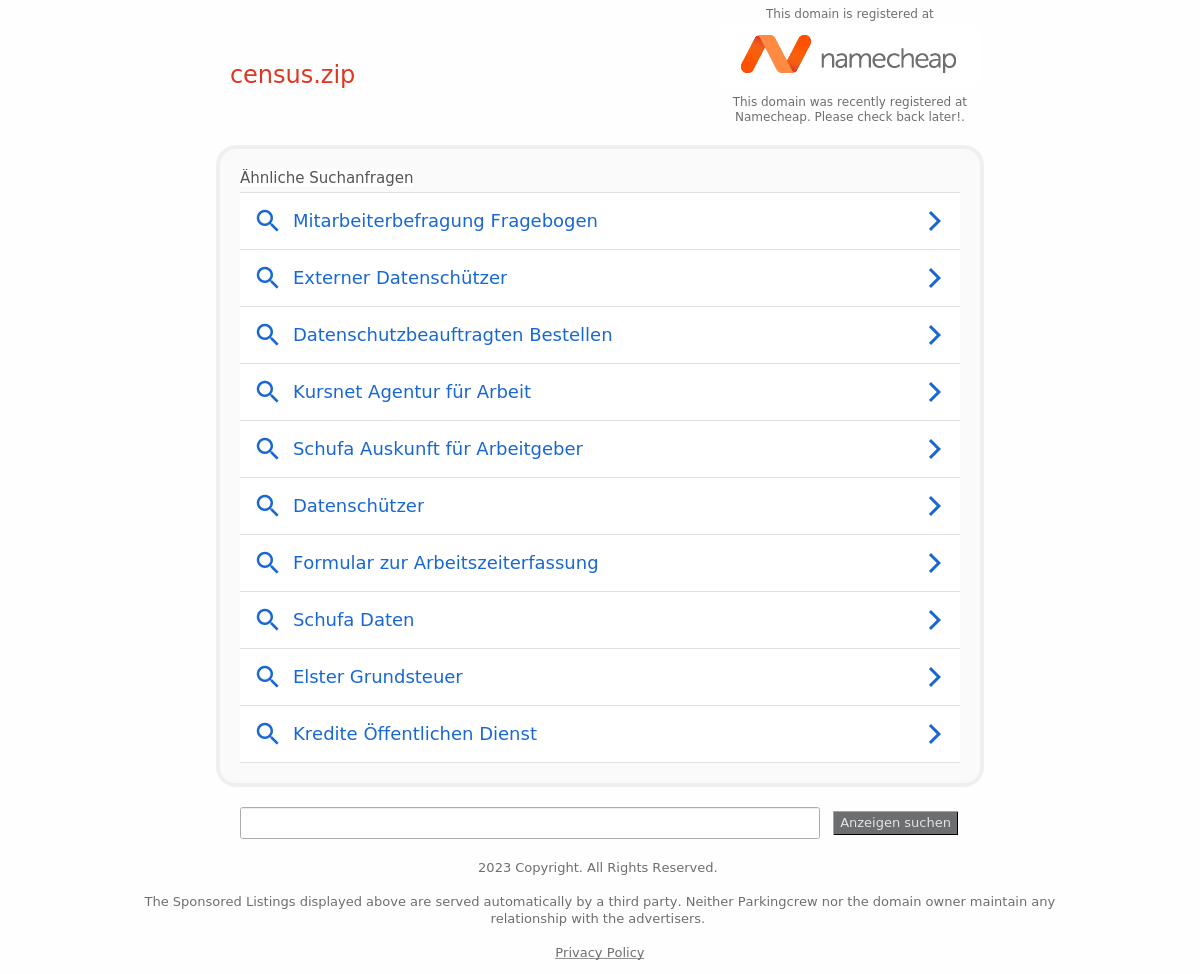 This domain is registered at
namecheap
census.zip
This domain was recently registered at
Namecheap. Please check back later!.
Ähnliche Suchanfragen
Mitarbeiterbefragung Fragebogen
Externer Datenschützer
Datenschutzbeauftragten Bestellen
Kursnet Agentur für Arbeit
Schufa Auskunft für Arbeitgeber
Datenschützer
Formular zur Arbeitszeiterfassung
Schufa Daten
Elster Grundsteuer
Kredite Öffentlichen Dienst
Anzeigen suchen
2023 Copyright. All Rights Reserved.
The Sponsored Listings displayed above are served automatically by a third party. Neither Parkingcrew nor the domain owner maintain any
relationship with the advertisers.
Privacy Policy